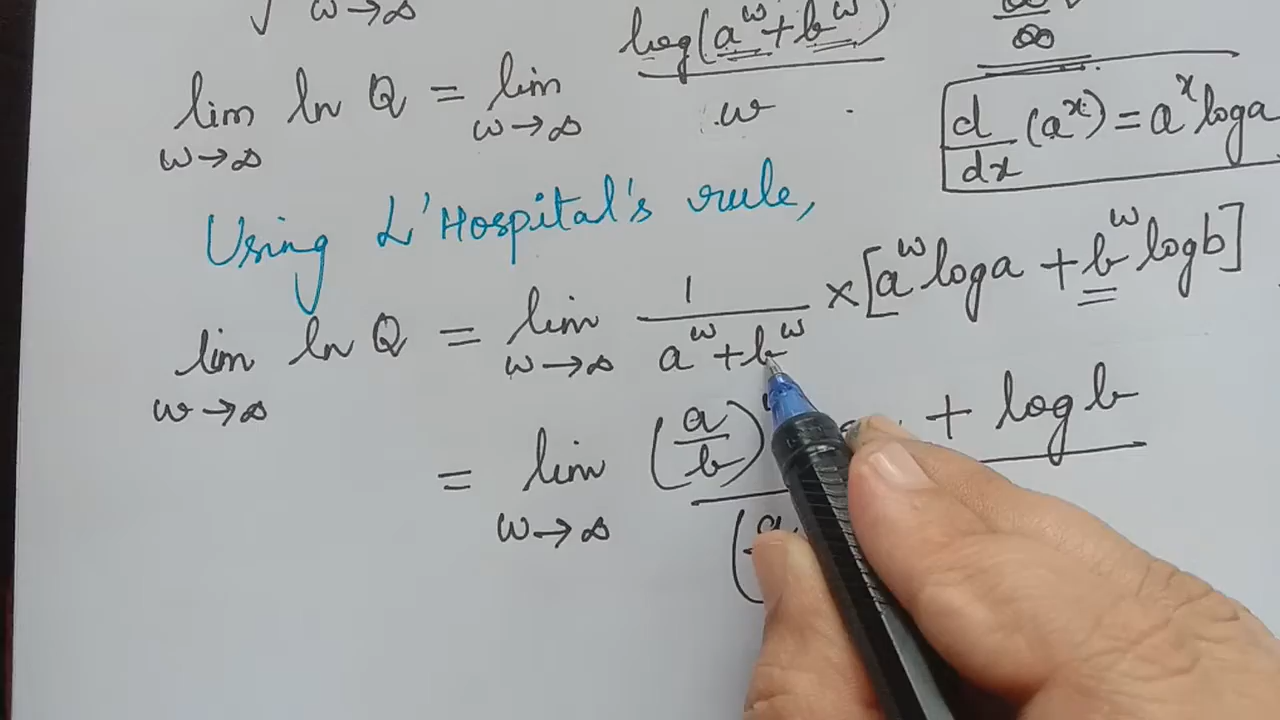 √ w→∞
log(a^w + b^w) ∞/∞
lim w→∞ ln Q = lim w→∞ ———— w
d/dx (a^x) = a^x log a
Using L'Hospital's rule,
lim w→∞ ln Q = lim w→∞ 1/(a^w + b^w) × [a^w log a + b^w log b]
= lim w→∞ (a/b) + log b
(a